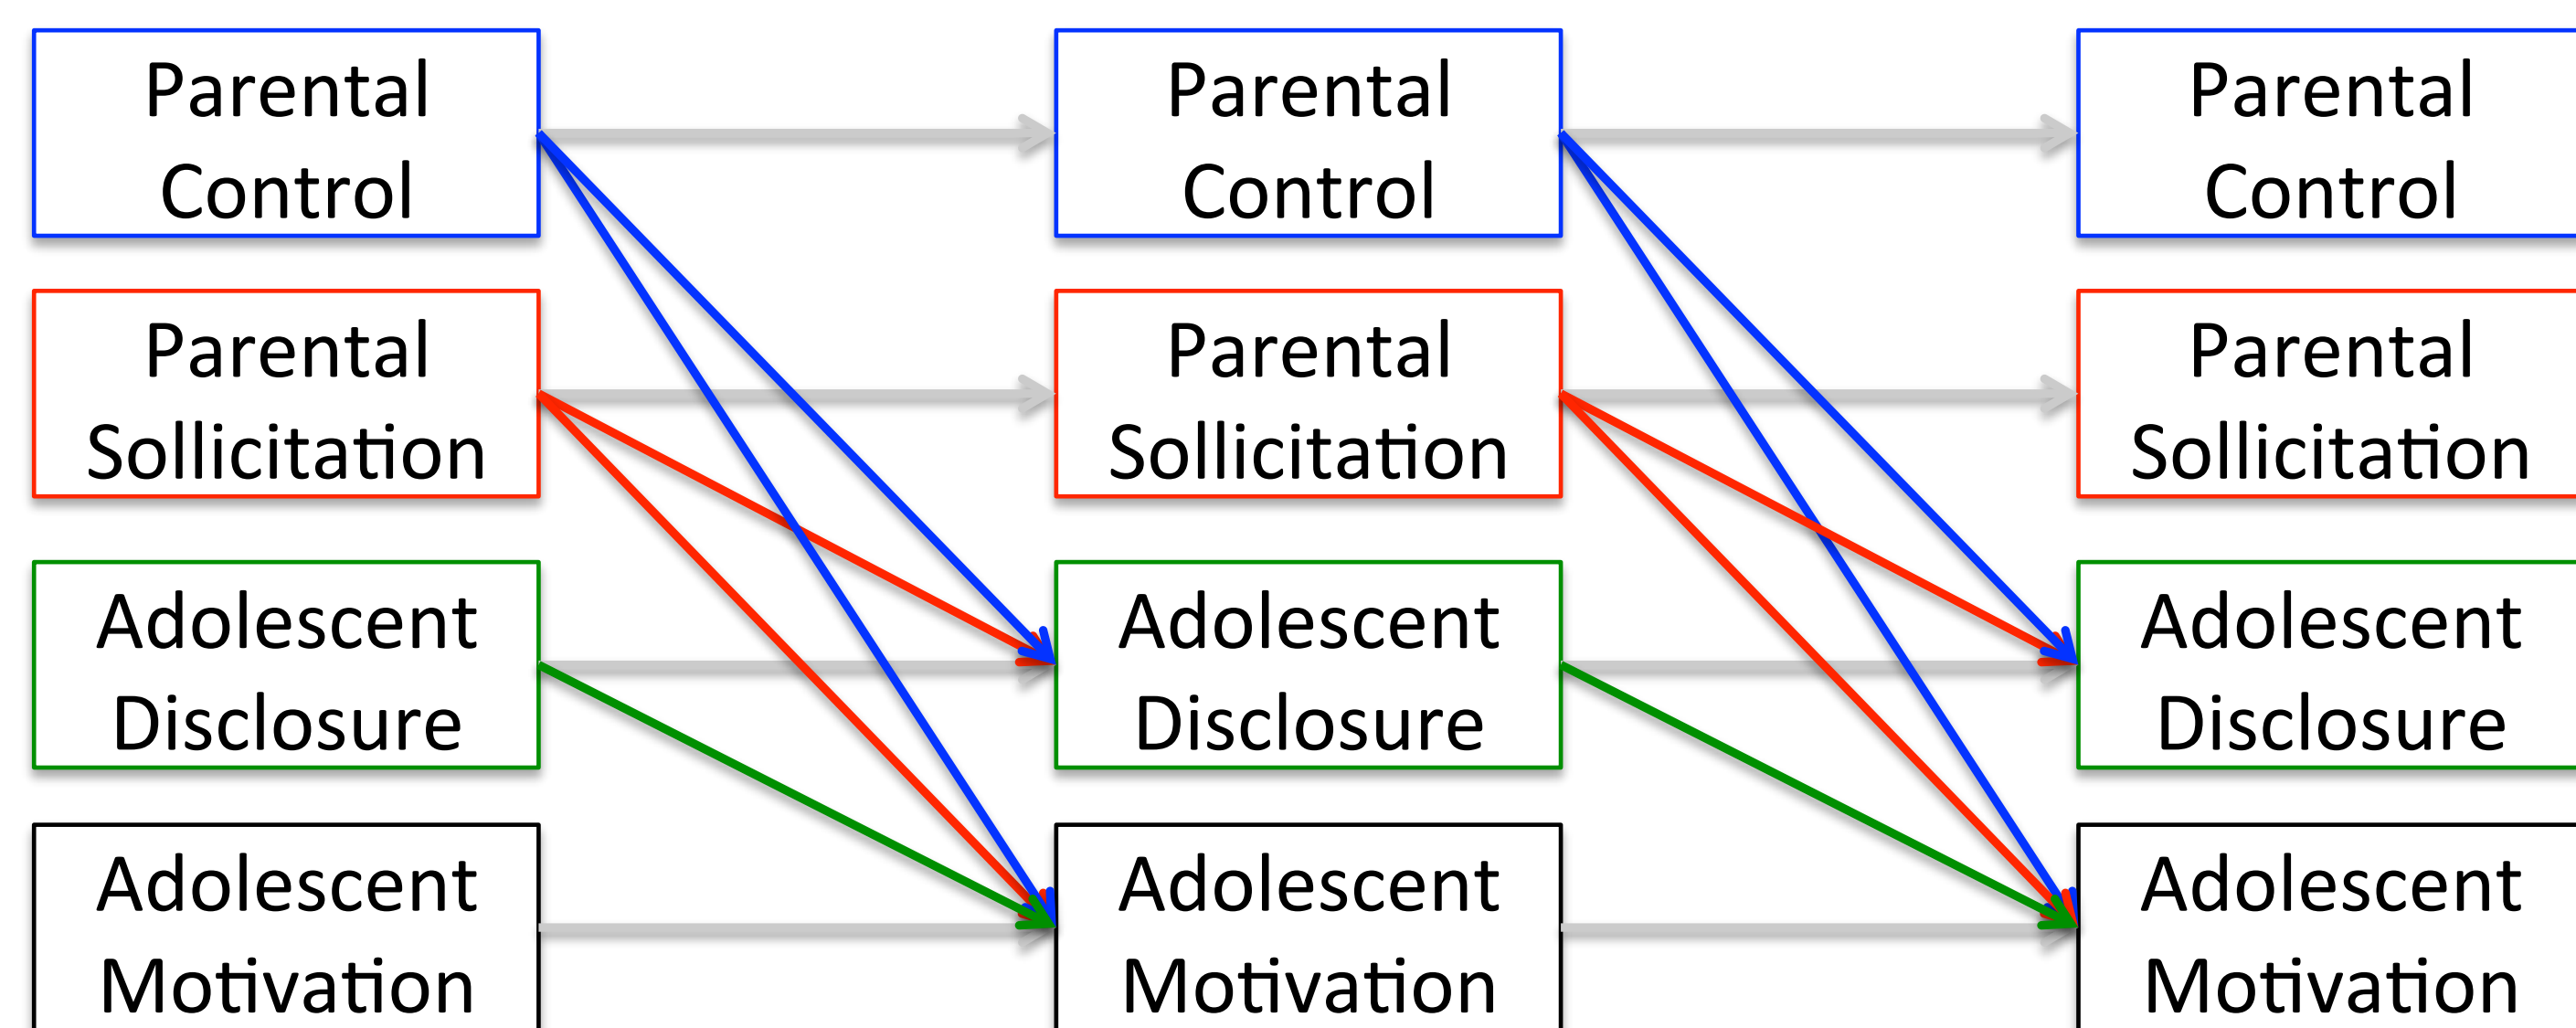 Parental
Control
Parental
Control
Parental
Control
Parental
Sollicitation
Parental
Sollicitation
Parental
Sollicitation
Adolescent
Disclosure
Adolescent
Disclosure
Adolescent
Disclosure
Adolescent
Motivation
Adolescent
Motivation
Adolescent
Motivation